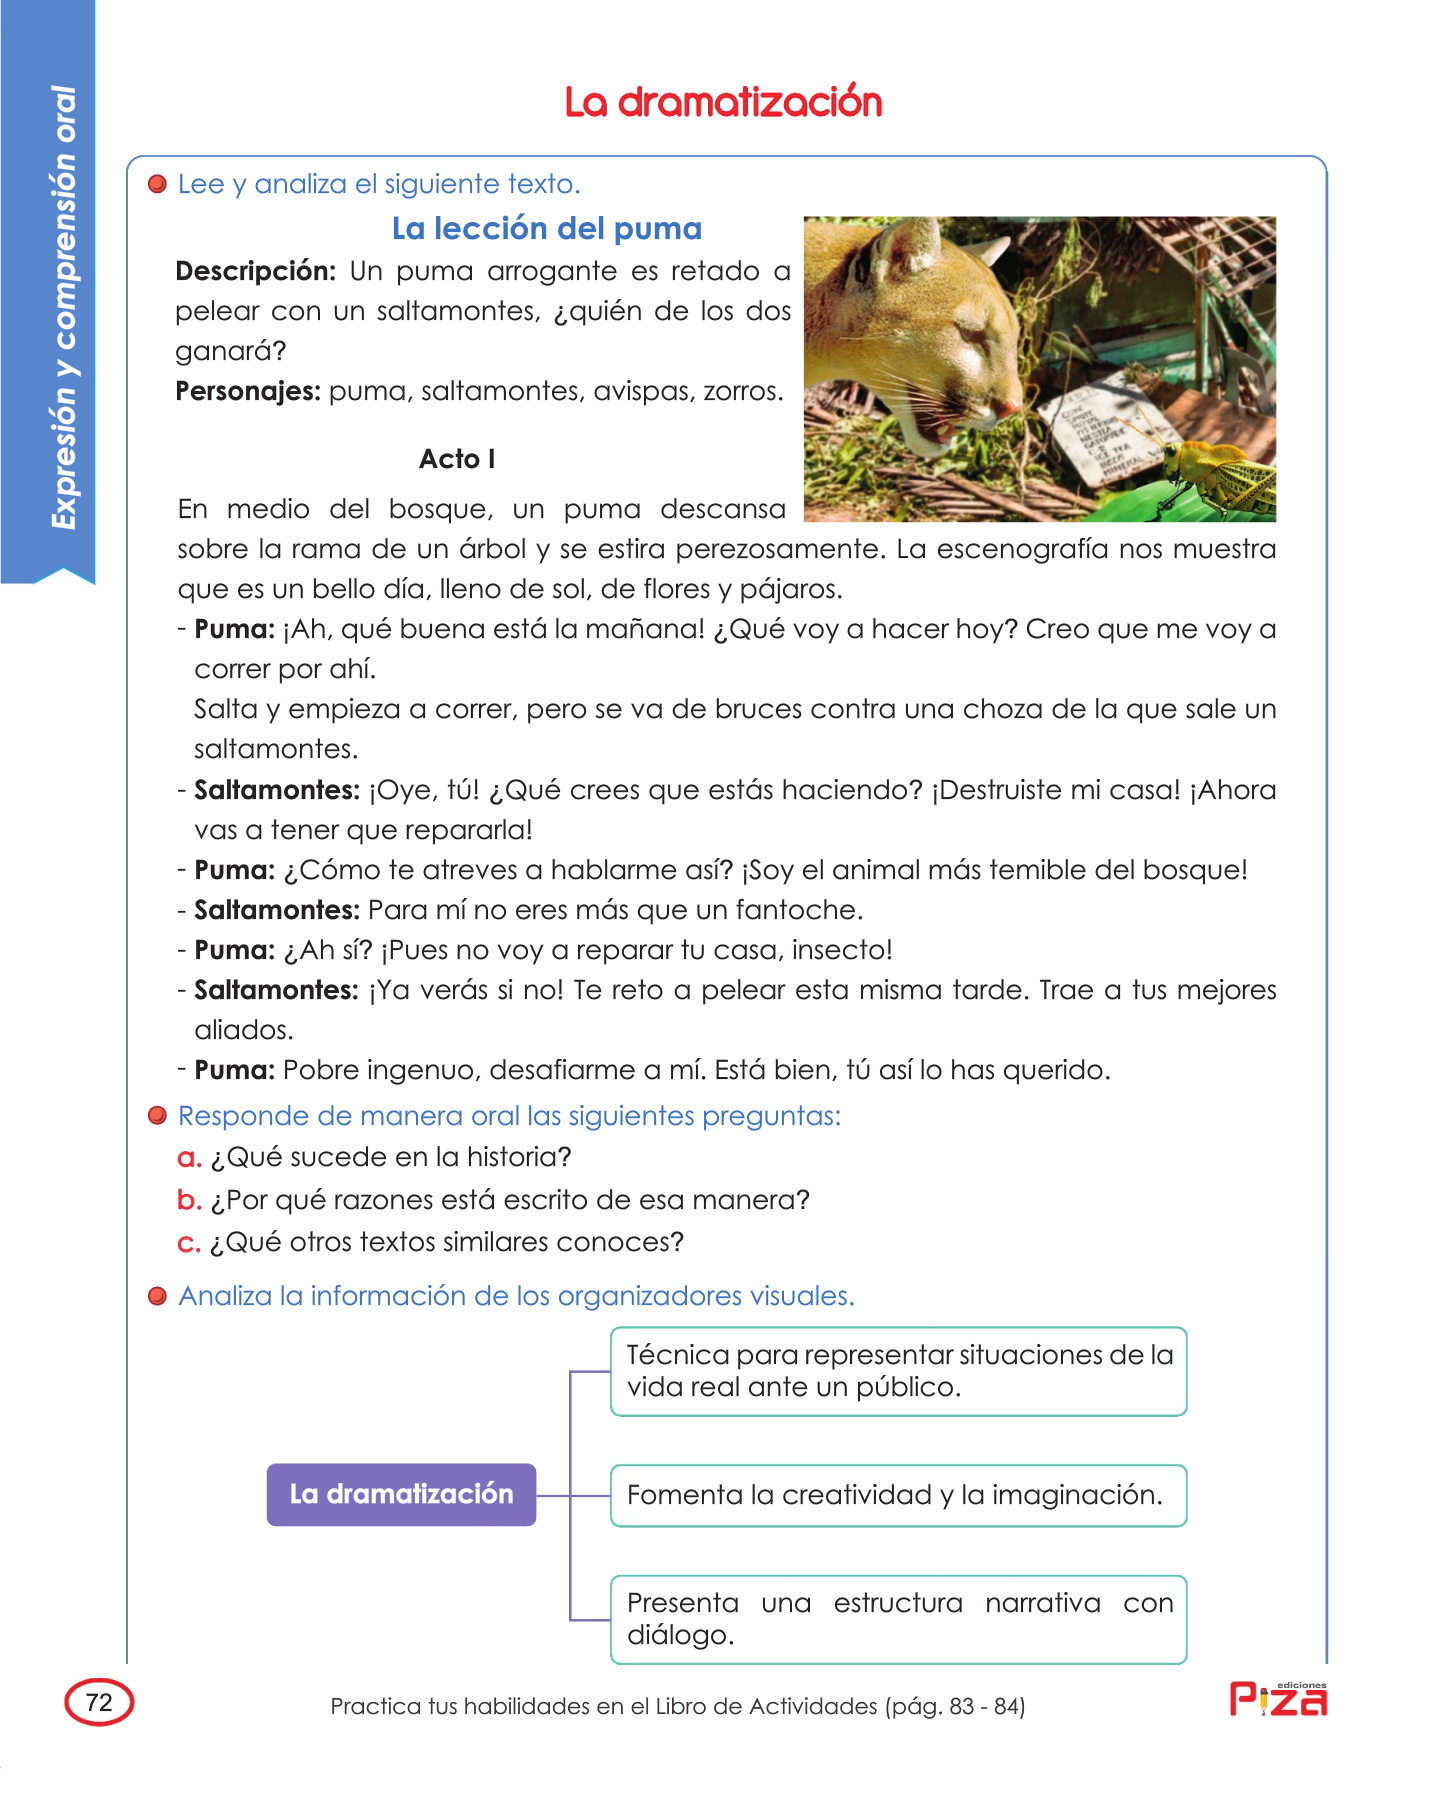 Expresión y comprensión oral
La dramatización
Lee y analiza el siguiente texto.
La lección del puma
Descripción: Un puma arrogante es retado a
pelear con un saltamontes, ¿quién de los dos
ganará?
Personajes: puma, saltamontes, avispas, zorros.
Acto I
En medio del bosque, un puma descansa
sobre la rama de un árbol y se estira perezosamente. La escenografía nos muestra
que es un bello día, lleno de sol, de flores y pájaros.
- Puma: ¡Ah, qué buena está la mañana! ¿Qué voy a hacer hoy? Creo que me voy a
correr por ahí.
Salta y empieza a correr, pero se va de bruces contra una choza de la que sale un
saltamontes.
- Saltamontes: ¡Oye, tú! ¿Qué crees que estás haciendo? ¡Destruiste mi casa! ¡Ahora
vas a tener que repararla!
- Puma: ¿Cómo te atreves a hablarme así? ¡Soy el animal más temible del bosque!
- Saltamontes: Para mí no eres más que un fantoche.
- Puma: ¿Ah sí? ¡Pues no voy a reparar tu casa, insecto!
- Saltamontes: ¡Ya verás si no! Te reto a pelear esta misma tarde. Trae a tus mejores
aliados.
- Puma: Pobre ingenuo, desafiarme a mí. Está bien, tú así lo has querido.
Responde de manera oral las siguientes preguntas:
a. ¿Qué sucede en la historia?
b. ¿Por qué razones está escrito de esa manera?
c. ¿Qué otros textos similares conoces?
Analiza la información de los organizadores visuales.
Técnica para representar situaciones de la
vida real ante un público.
La dramatización
Fomenta la creatividad y la imaginación.
Presenta una estructura narrativa con
diálogo.
72
Practica tus habilidades en el Libro de Actividades (pág. 83 - 84)
ediciones
Piza